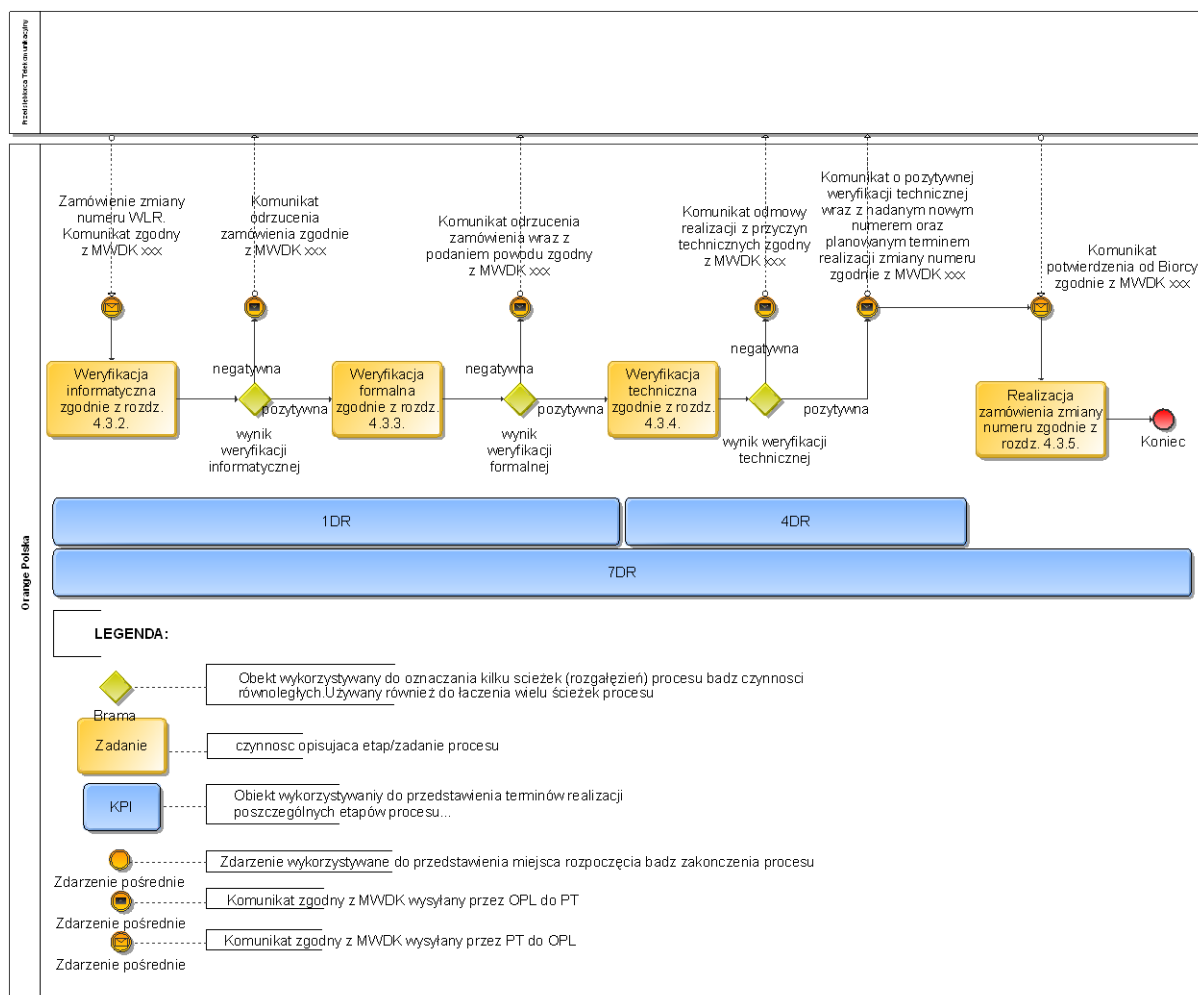 Przedsiębiorca Telekomunikacyjny
Orange Polska
Zamówienie zmiany
numeru WLR.
Komunikat zgodny
z MWDK xxx
Komunikat
odrzucenia
zamówienia zgodnie
z MWDK xxx
Komunikat odrzucenia
zamówienia wraz z
podaniem powodu zgodny
z MWDK xxx
Komunikat odmowy
realizacji z przyczyn
technicznych zgodny
z MWDK xxx
Komunikat o pozytywnej
weryfikacji technicznej
wraz z nadanym nowym
numerem oraz
planowanym terminem
realizacji zmiany numeru
zgodnie z MWDK xxx
Komunikat
potwierdzenia od Biorcy
zgodnie z MWDK xxx
Weryfikacja
informatyczna
zgodnie z rozdz.
4.3.2.
negatywna
pozytywna
wynik
weryfikacji
informatycznej
Weryfikacja
formalna
zgodnie z rozdz.
4.3.3.
negatywna
pozytywna
wynik
weryfikacji
formalnej
Weryfikacja
techniczna
zgodnie z rozdz.
4.3.4.
negatywna
pozytywna
wynik weryfikacji
technicznej
Realizacja
zamówienia zmiany
numeru zgodnie z
rozdz. 4.3.5.
Koniec
1DR
4DR
7DR
LEGENDA:
Brama
Obekt wykorzystywany do oznaczania kilku scieżek (rozgałęzień) procesu badz czynnosci
równoległych.Używany również do łaczenia wielu ścieżek procesu
Zadanie
czynnosc opisujaca etap/zadanie procesu
KPI
Obiekt wykorzystywaniy do przedstawienia terminów realizacji
poszczególnych etapów procesu...
Zdarzenie pośrednie
Zdarzenie wykorzystywane do przedstawienia miejsca rozpoczęcia badz zakonczenia procesu
Zdarzenie pośrednie
Komunikat zgodny z MWDK wysyłany przez OPL do PT
Zdarzenie pośrednie
Komunikat zgodny z MWDK wysyłany przez PT do OPL